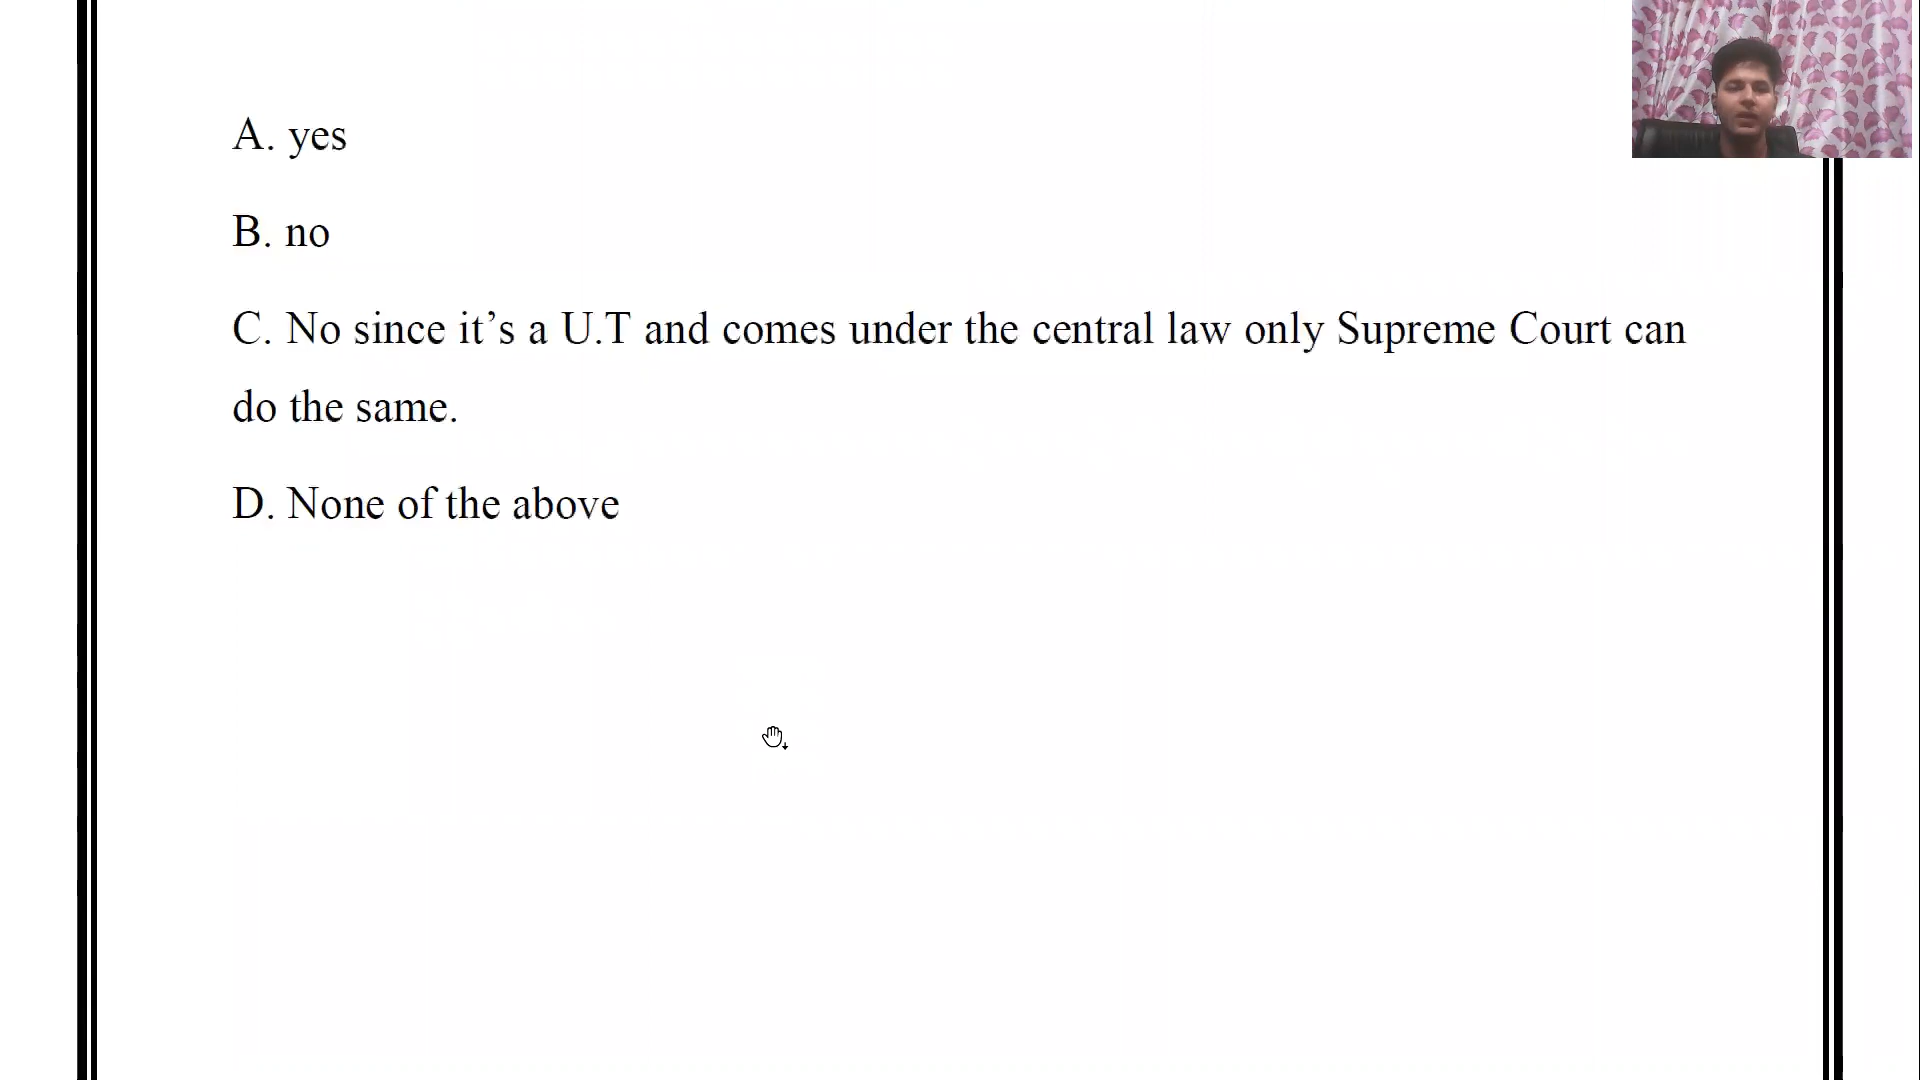 A. yes
B. no
C. No since it’s a U.T and comes under the central law only Supreme Court can
do the same.
D. None of the above